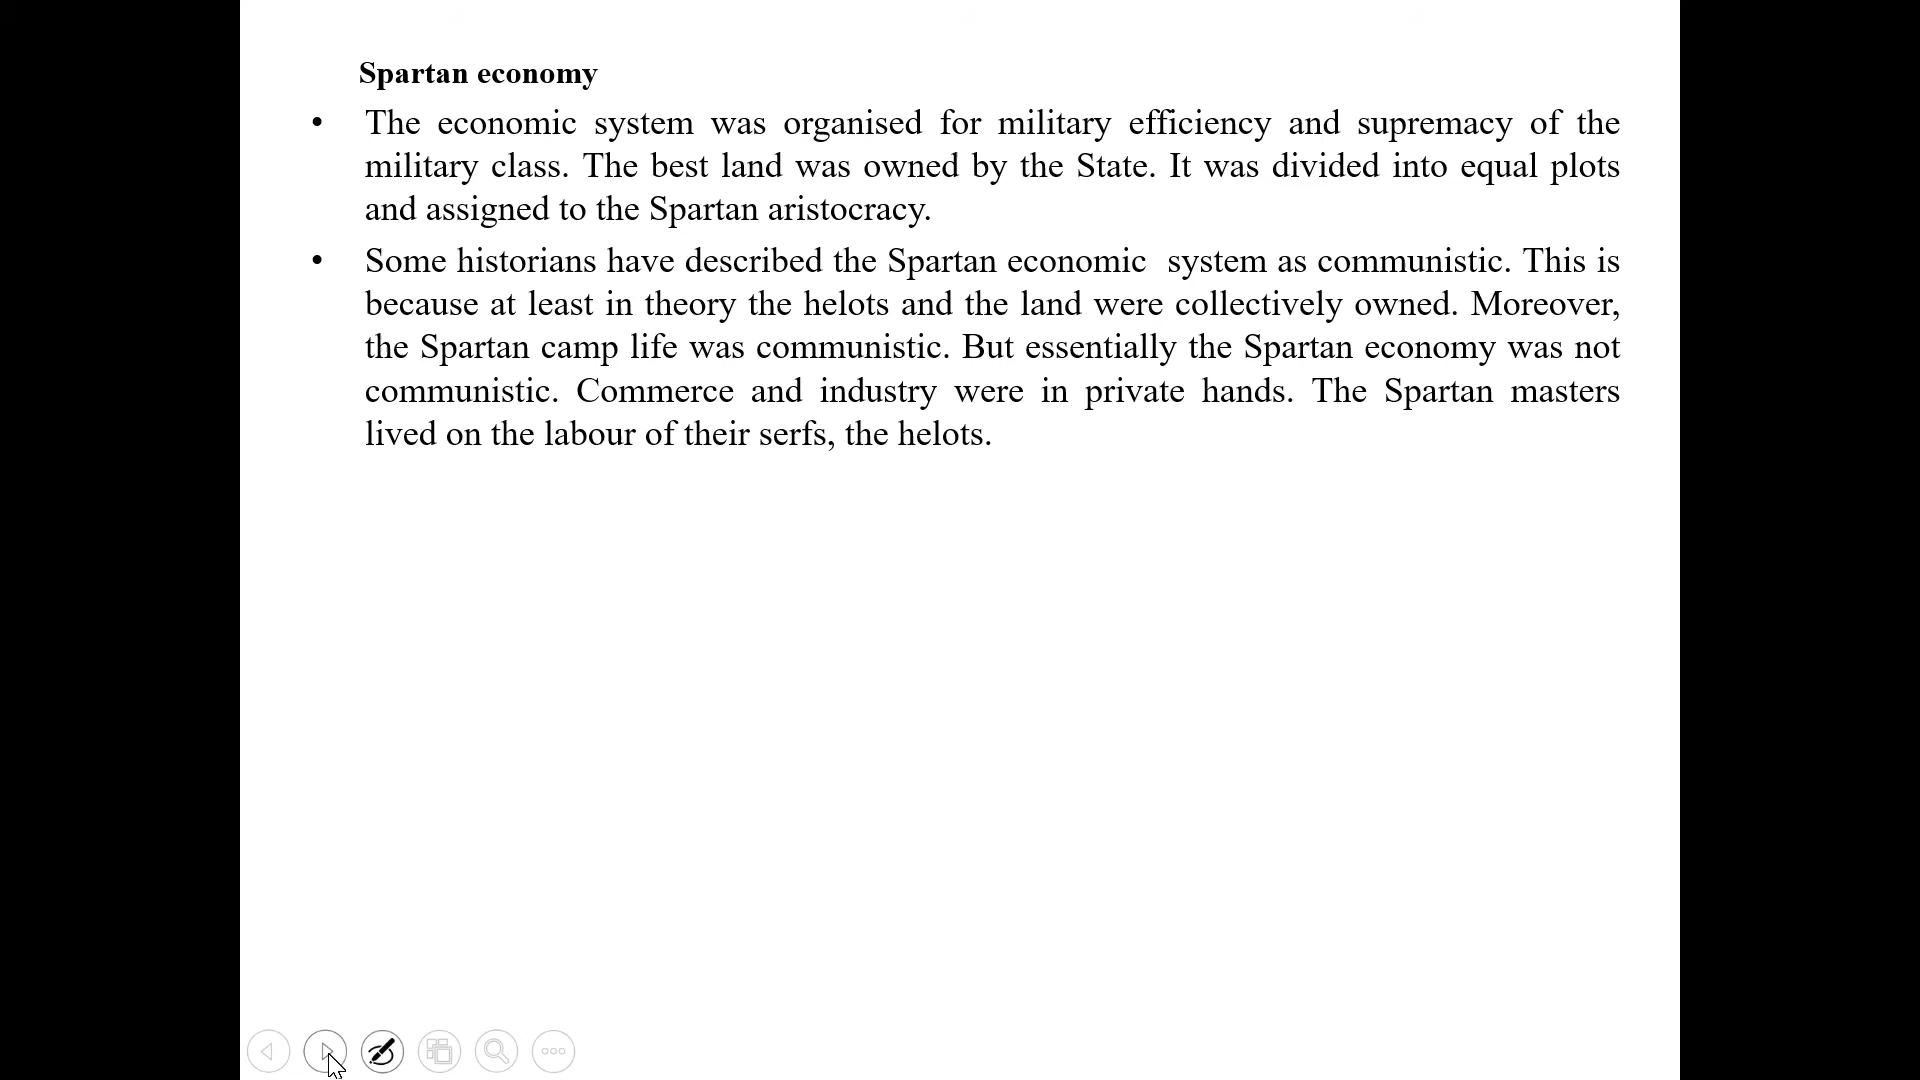 Spartan economy
• The economic system was organised for military efficiency and supremacy of the
military class. The best land was owned by the State. It was divided into equal plots
and assigned to the Spartan aristocracy.
• Some historians have described the Spartan economic  system as communistic. This is
because at least in theory the helots and the land were collectively owned. Moreover,
the Spartan camp life was communistic. But essentially the Spartan economy was not
communistic. Commerce and industry were in private hands. The Spartan masters
lived on the labour of their serfs, the helots.